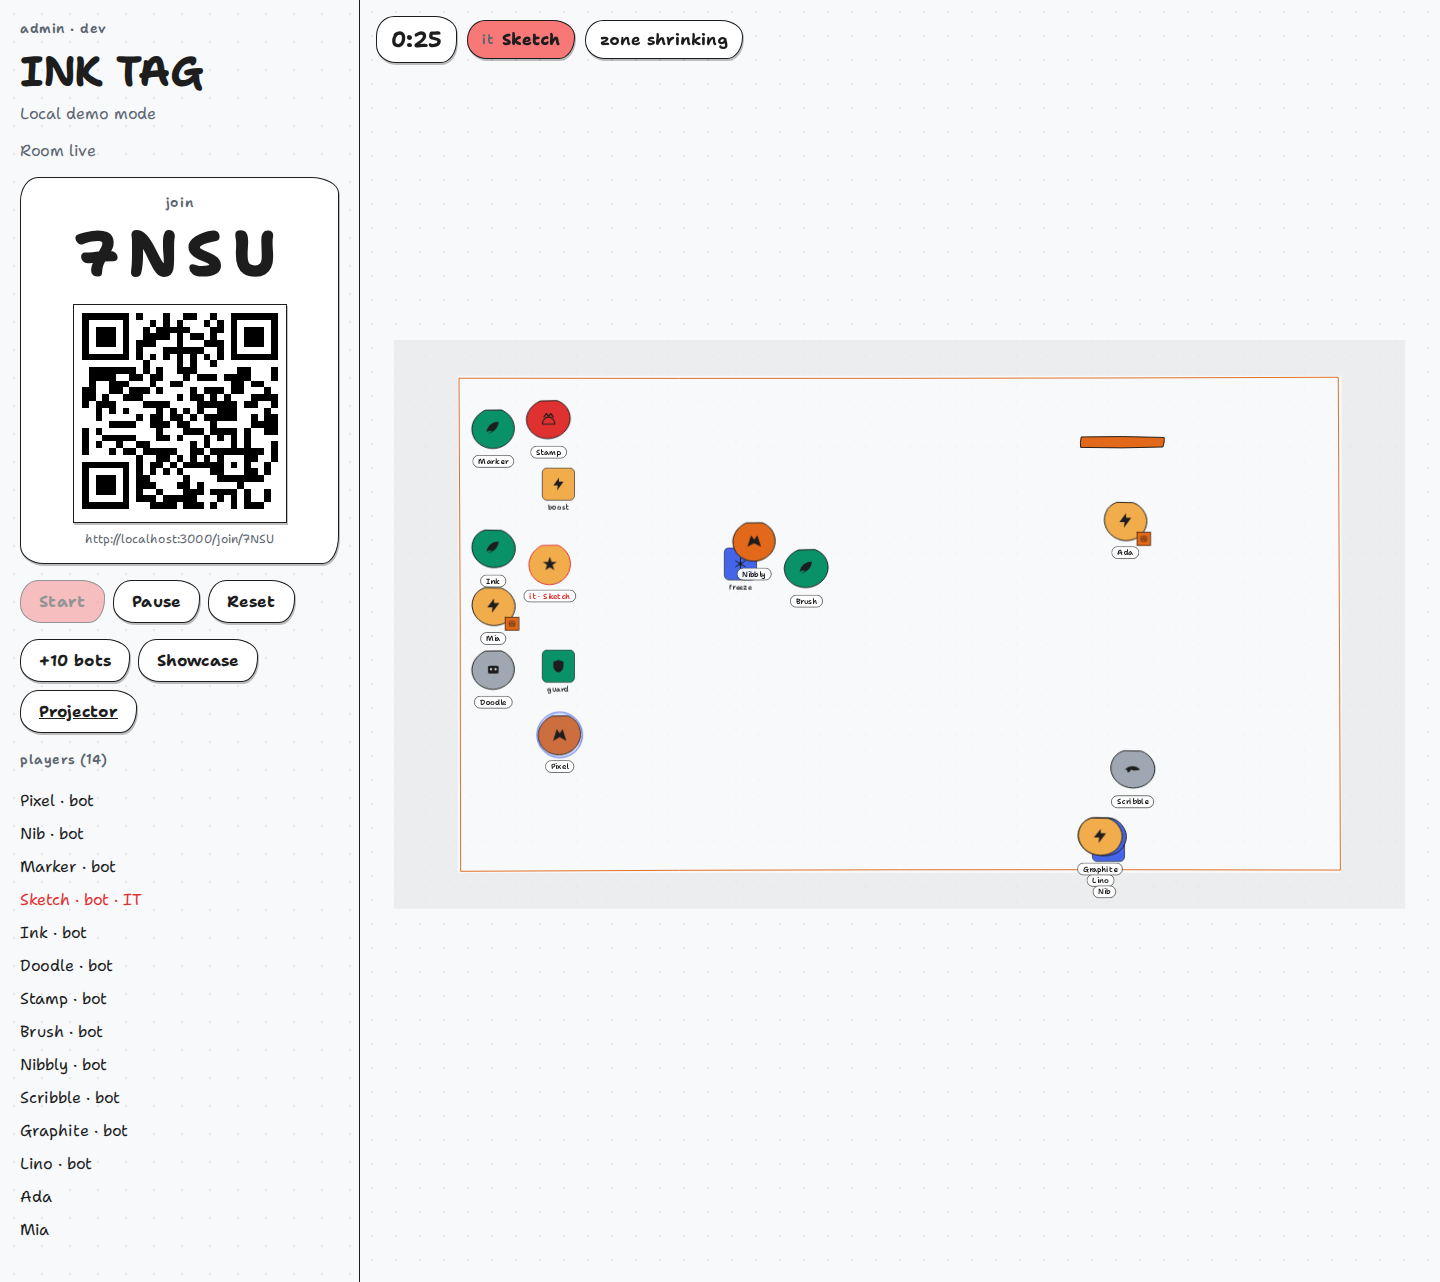 admin · dev
INK TAG
Local demo mode
Room live
join
7NSU
http://localhost:3000/join/7NSU
Start Pause Reset
+10 bots Showcase
Projector
players (14)
Pixel · bot
Nib · bot
Marker · bot
Sketch · bot · IT
Ink · bot
Doodle · bot
Stamp · bot
Brush · bot
Nibbly · bot
Scribble · bot
Graphite · bot
Lino · bot
Ada
Mia
0:25 it Sketch zone shrinking
Marker
Stamp
boost
Ink
it · Sketch
Mia
guard
Doodle
Pixel
Nibbly
freeze
Brush
Ada
Scribble
Graphite
Lino
Nib